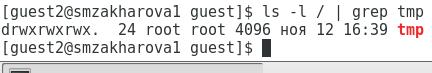 [guest2@smzakharova1 guest]$ ls -l / | grep tmp
drwxrwxrwx.  24 root root 4096 ноя 12 16:39 tmp
[guest2@smzakharova1 guest]$